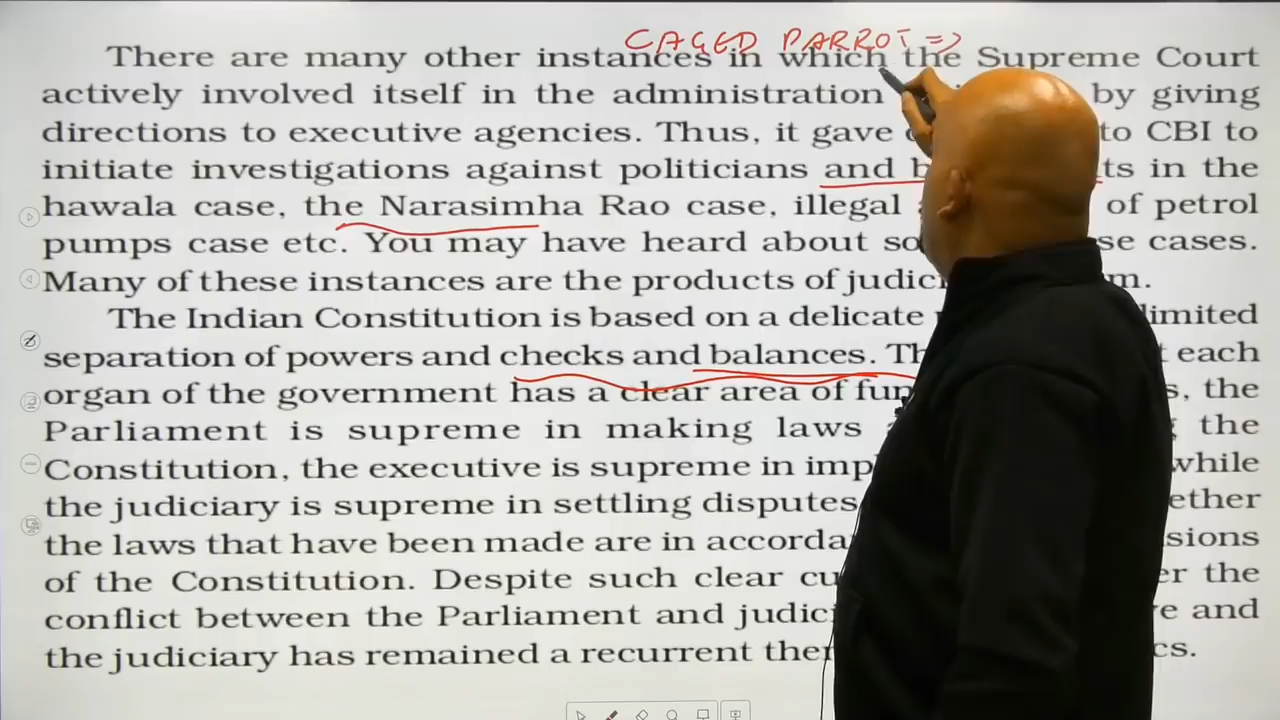 CAGED PARROT =>
There are many other instances in which the Supreme Court
actively involved itself in the administration by giving
directions to executive agencies. Thus, it gave to CBI to
initiate investigations against politicians and in the
hawala case, the Narasimha Rao case, illegal of petrol
pumps case etc. You may have heard about cases.
Many of these instances are the products of
The Indian Constitution is based on a delicate limited
separation of powers and checks and balances. each
organ of the government has a clear area of the
Parliament is supreme in making laws the
Constitution, the executive is supreme in while
the judiciary is supreme in settling disputes
the laws that have been made are in
of the Constitution. Despite such clear the
conflict between the Parliament and and
the judiciary has remained a recurrent